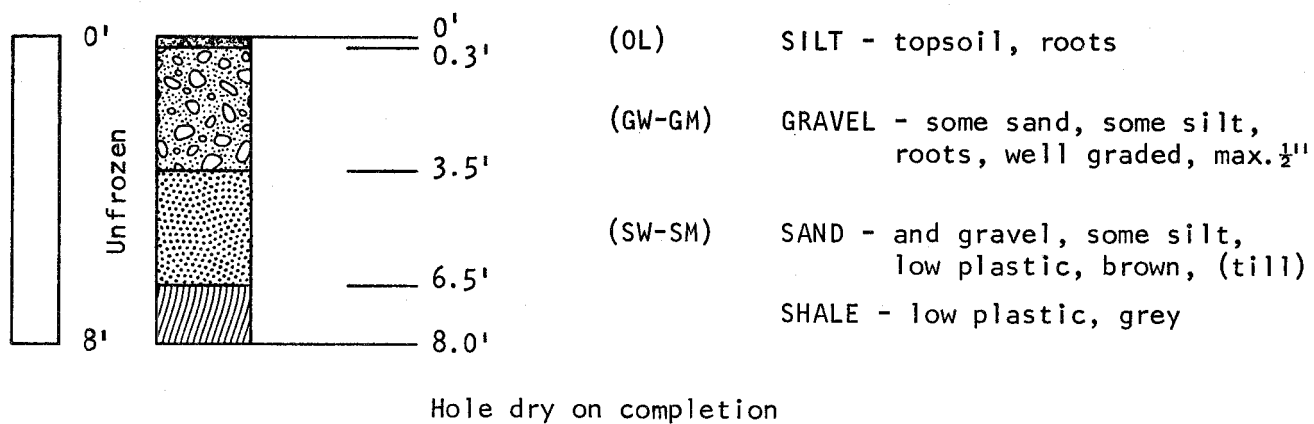 0' 0' (OL) SILT - topsoil, roots
0.3'
(GW-GM) GRAVEL - some sand, some silt,
roots, well graded, max. ½"
Unfrozen
3.5'
(SW-SM) SAND - and gravel, some silt,
low plastic, brown, (till)
6.5'
SHALE - low plastic, grey
8' 8.0'
Hole dry on completion